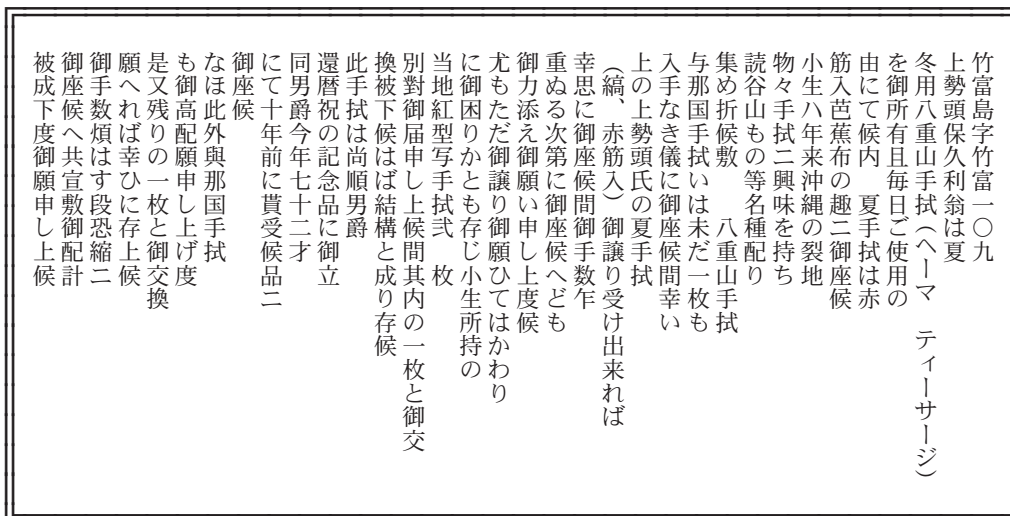 竹富島字竹富一〇九
上勢頭保久利翁は夏
冬用八重山手拭（ヘーマ　ティーサージ）
を御所有且毎日ご使用の
由にて候内　夏手拭は赤
筋入芭蕉布の趣ニ御座候
小生ハ年来沖縄の裂地
物々手拭ニ興味を持ち
読谷山もの等名種配り
集め折候敷　　八重山手拭
与那国手拭いは未だ一枚も
入手なき儀に御座候間幸い
上の上勢頭氏の夏手拭
（縞、赤筋入）御譲り受け出来れば
幸思に御座候間御手数乍
重ぬる次第に御座候へども
御力添え御願い申し上度候
尤もただ御譲り御願ひてはかわり
に御困りかとも存じ小生所持の
当地紅型写手拭弐　枚
別對御届申し上候間其内の一枚と御交
換被下候はば結構と成り存候
此手拭は尚順男爵
還暦祝の記念品に御立
同男爵今年七十二才
にて十年前に貰受候品ニ
御座候
なほ此外與那国手拭
も御高配願申し上げ度
是又残りの一枚と御交換
願へれば幸ひに存上候
御手数煩はす段恐縮ニ
御座候へ共宣敷御配計
被成下度御願申し上候